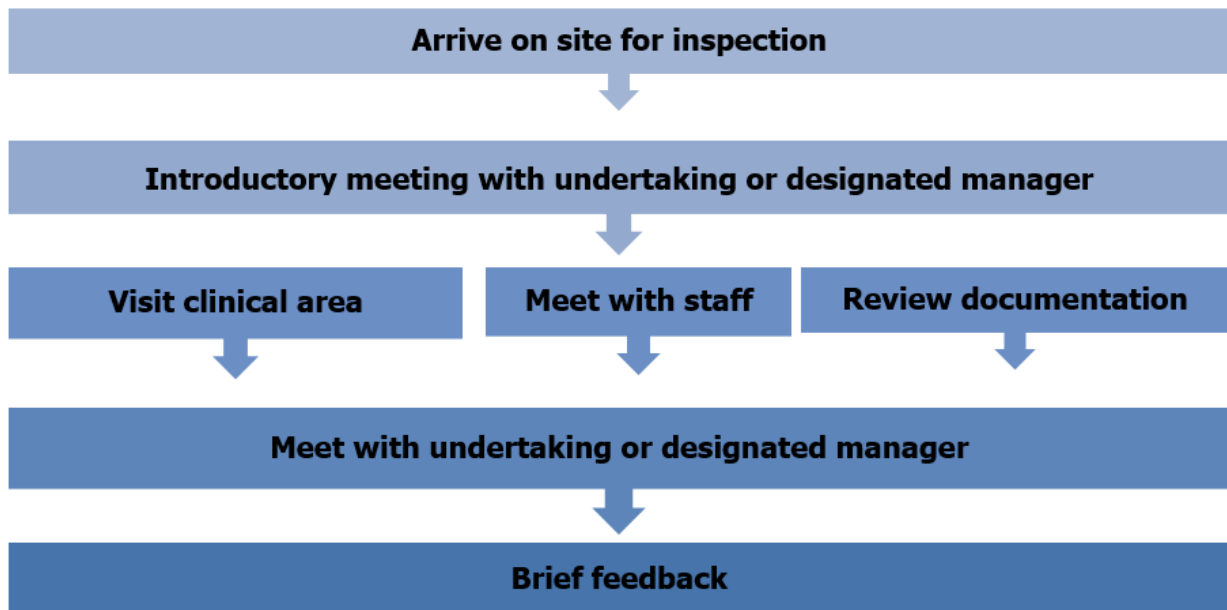 Arrive on site for inspection
Introductory meeting with undertaking or designated manager
Visit clinical area
Meet with staff
Review documentation
Meet with undertaking or designated manager
Brief feedback